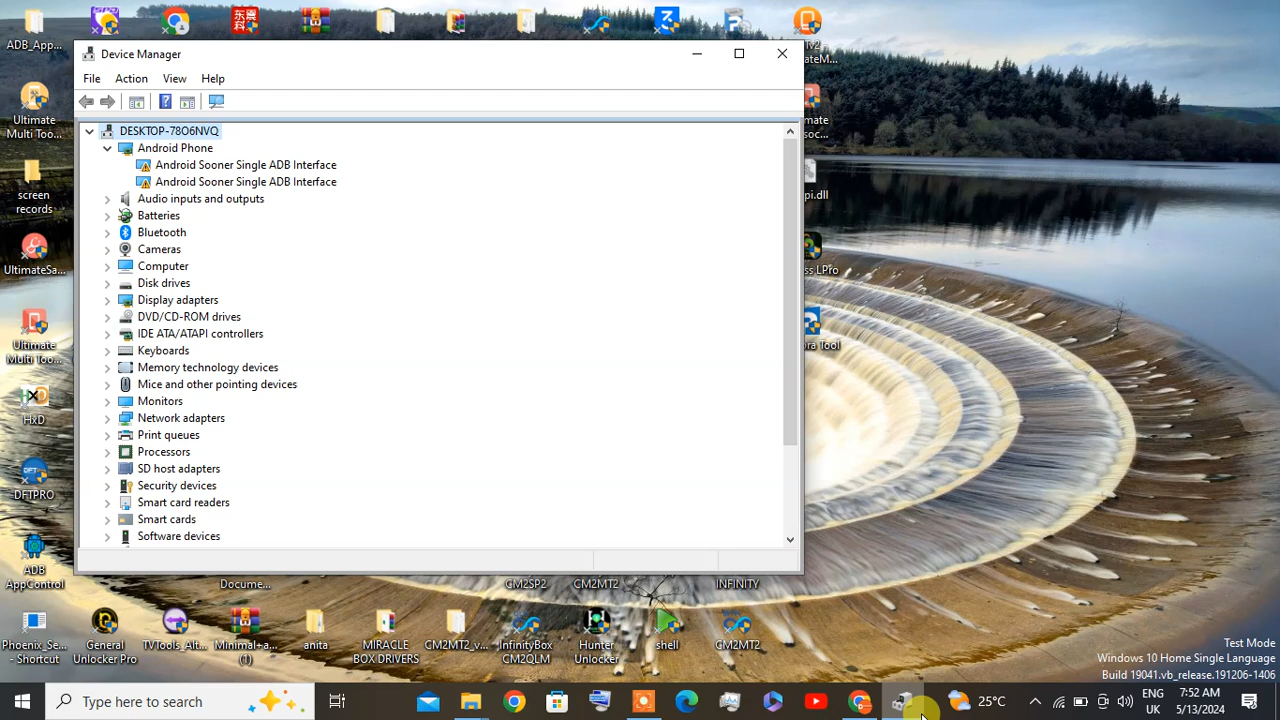 ADB_App...
Device Manager
File Action View Help
DESKTOP-78O6NVQ
Android Phone
Android Sooner Single ADB Interface
Android Sooner Single ADB Interface
Audio inputs and outputs
Batteries
Bluetooth
Cameras
Computer
Disk drives
Display adapters
DVD/CD-ROM drives
IDE ATA/ATAPI controllers
Keyboards
Memory technology devices
Mice and other pointing devices
Monitors
Network adapters
Print queues
Processors
SD host adapters
Security devices
Smart card readers
Smart cards
Software devices
Ultimate
Multi Too...
screen
records
UltimateSa...
Ultimate
Multi Too...
HxD
DFTPRO
ADB
AppControl
Docume...
CM2SP2
CM2MT2
INFINITY
Phoenix_Se...
- Shortcut
General
Unlocker Pro
TVTools_Alt...
Minimal+a...
(1)
anita
MIRACLE
BOX DRIVERS
CM2MT2_v...
InfinityBox
CM2QLM
Hunter
Unlocker
shell
CM2MT2
Test Mode
Windows 10 Home Single Language
Build 19041.vb_release.191206-1406
Type here to search
25°C
ENG
UK
7:52 AM
5/13/2024